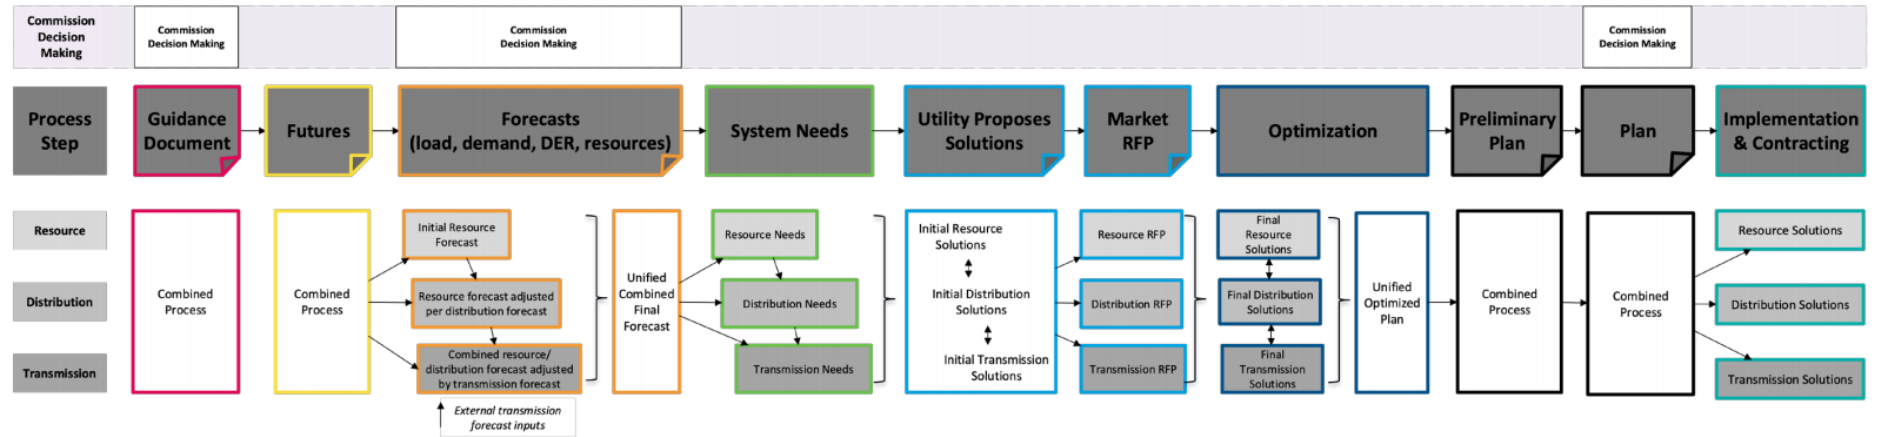 Commission
Decision
Making
Commission
Decision Making
Commission
Decision Making
Commission
Decision Making
Process
Step
Guidance
Document
Futures
Forecasts
(load, demand, DER, resources)
System Needs
Utility Proposes
Solutions
Market
RFP
Optimization
Preliminary
Plan
Plan
Implementation
& Contracting
Resource
Distribution
Transmission
Combined
Process
Combined
Process
Initial Resource
Forecast
Resource forecast adjusted
per distribution forecast
Combined resource/
distribution forecast adjusted
by transmission forecast
External transmission
forecast inputs
Unified
Combined
Final
Forecast
Resource Needs
Distribution Needs
Transmission Needs
Initial Resource
Solutions
Initial Distribution
Solutions
Initial Transmission
Solutions
Resource RFP
Distribution RFP
Transmission RFP
Final
Resource
Solutions
Final Distribution
Solutions
Final
Transmission
Solutions
Unified
Optimized
Plan
Combined
Process
Combined
Process
Resource Solutions
Distribution Solutions
Transmission Solutions